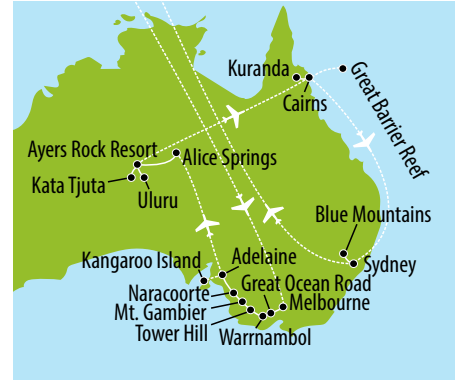 Kuranda
Cairns
Great Barrier Reef
Ayers Rock Resort
Alice Springs
Kata Tjuta
Uluru
Blue Mountains
Sydney
Kangaroo Island
Adelaine
Great Ocean Road
Naracoorte
Melbourne
Mt. Gambier
Tower Hill
Warrnambol